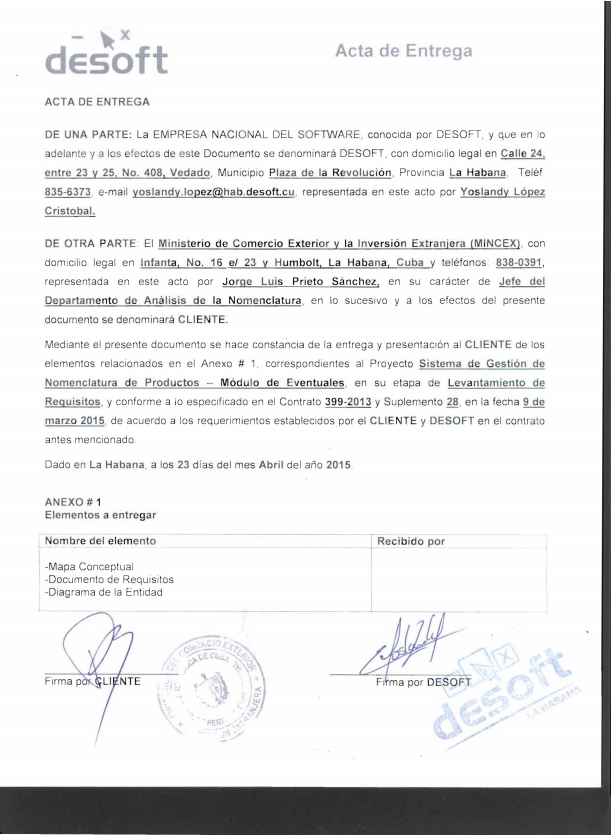 desoft
Acta de Entrega
ACTA DE ENTREGA
DE UNA PARTE: La EMPRESA NACIONAL DEL SOFTWARE, conocida por DESOFT, y que en lo
adelante y a los efectos de este Documento se denominará DESOFT, con domicilio legal en Calle 24,
entre 23 y 25, No. 408, Vedado, Municipio Plaza de la Revolución, Provincia La Habana, Teléf.
835-6373, e-mail yoslandy.lopez@hab.desoft.cu, representada en este acto por Yoslandy López
Cristobal.
DE OTRA PARTE: El Ministerio de Comercio Exterior y la Inversión Extranjera (MINCEX), con
domicilio legal en Infanta, No. 16 e/ 23 y Humbolt, La Habana, Cuba y teléfonos: 838-0391,
representada en este acto por Jorge Luis Prieto Sánchez, en su carácter de Jefe del
Departamento de Análisis de la Nomenclatura, en lo sucesivo y a los efectos del presente
documento se denominará CLIENTE.
Mediante el presente documento se hace constancia de la entrega y presentación al CLIENTE de los
elementos relacionados en el Anexo # 1, correspondientes al Proyecto Sistema de Gestión de
Nomenclatura de Productos – Módulo de Eventuales, en su etapa de Levantamiento de
Requisitos, y conforme a lo especificado en el Contrato 399-2013 y Suplemento 28, en la fecha 9 de
marzo 2015, de acuerdo a los requerimientos establecidos por el CLIENTE y DESOFT en el contrato
antes mencionado.
Dado en La Habana, a los 23 días del mes Abril del año 2015.
ANEXO # 1
Elementos a entregar
Nombre del elemento Recibido por
-Mapa Conceptual
-Documento de Requisitos
-Diagrama de la Entidad
Firma por CLIENTE Firma por DESOFT
COMERCIO EXTERIOR
DE CUBA
desoft
LA HABANA